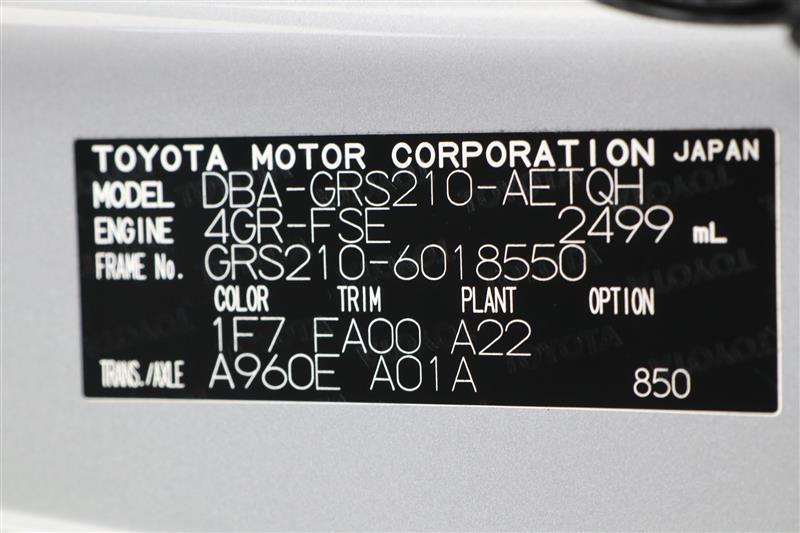 TOYOTA MOTOR CORPORATION JAPAN
MODEL DBA-GRS210-AETQH
ENGINE 4GR-FSE 2499 mL
FRAME No. GRS210-6018550
COLOR TRIM PLANT OPTION
1F7 FA00 A22
TRANS./AXLE A960E A01A 850